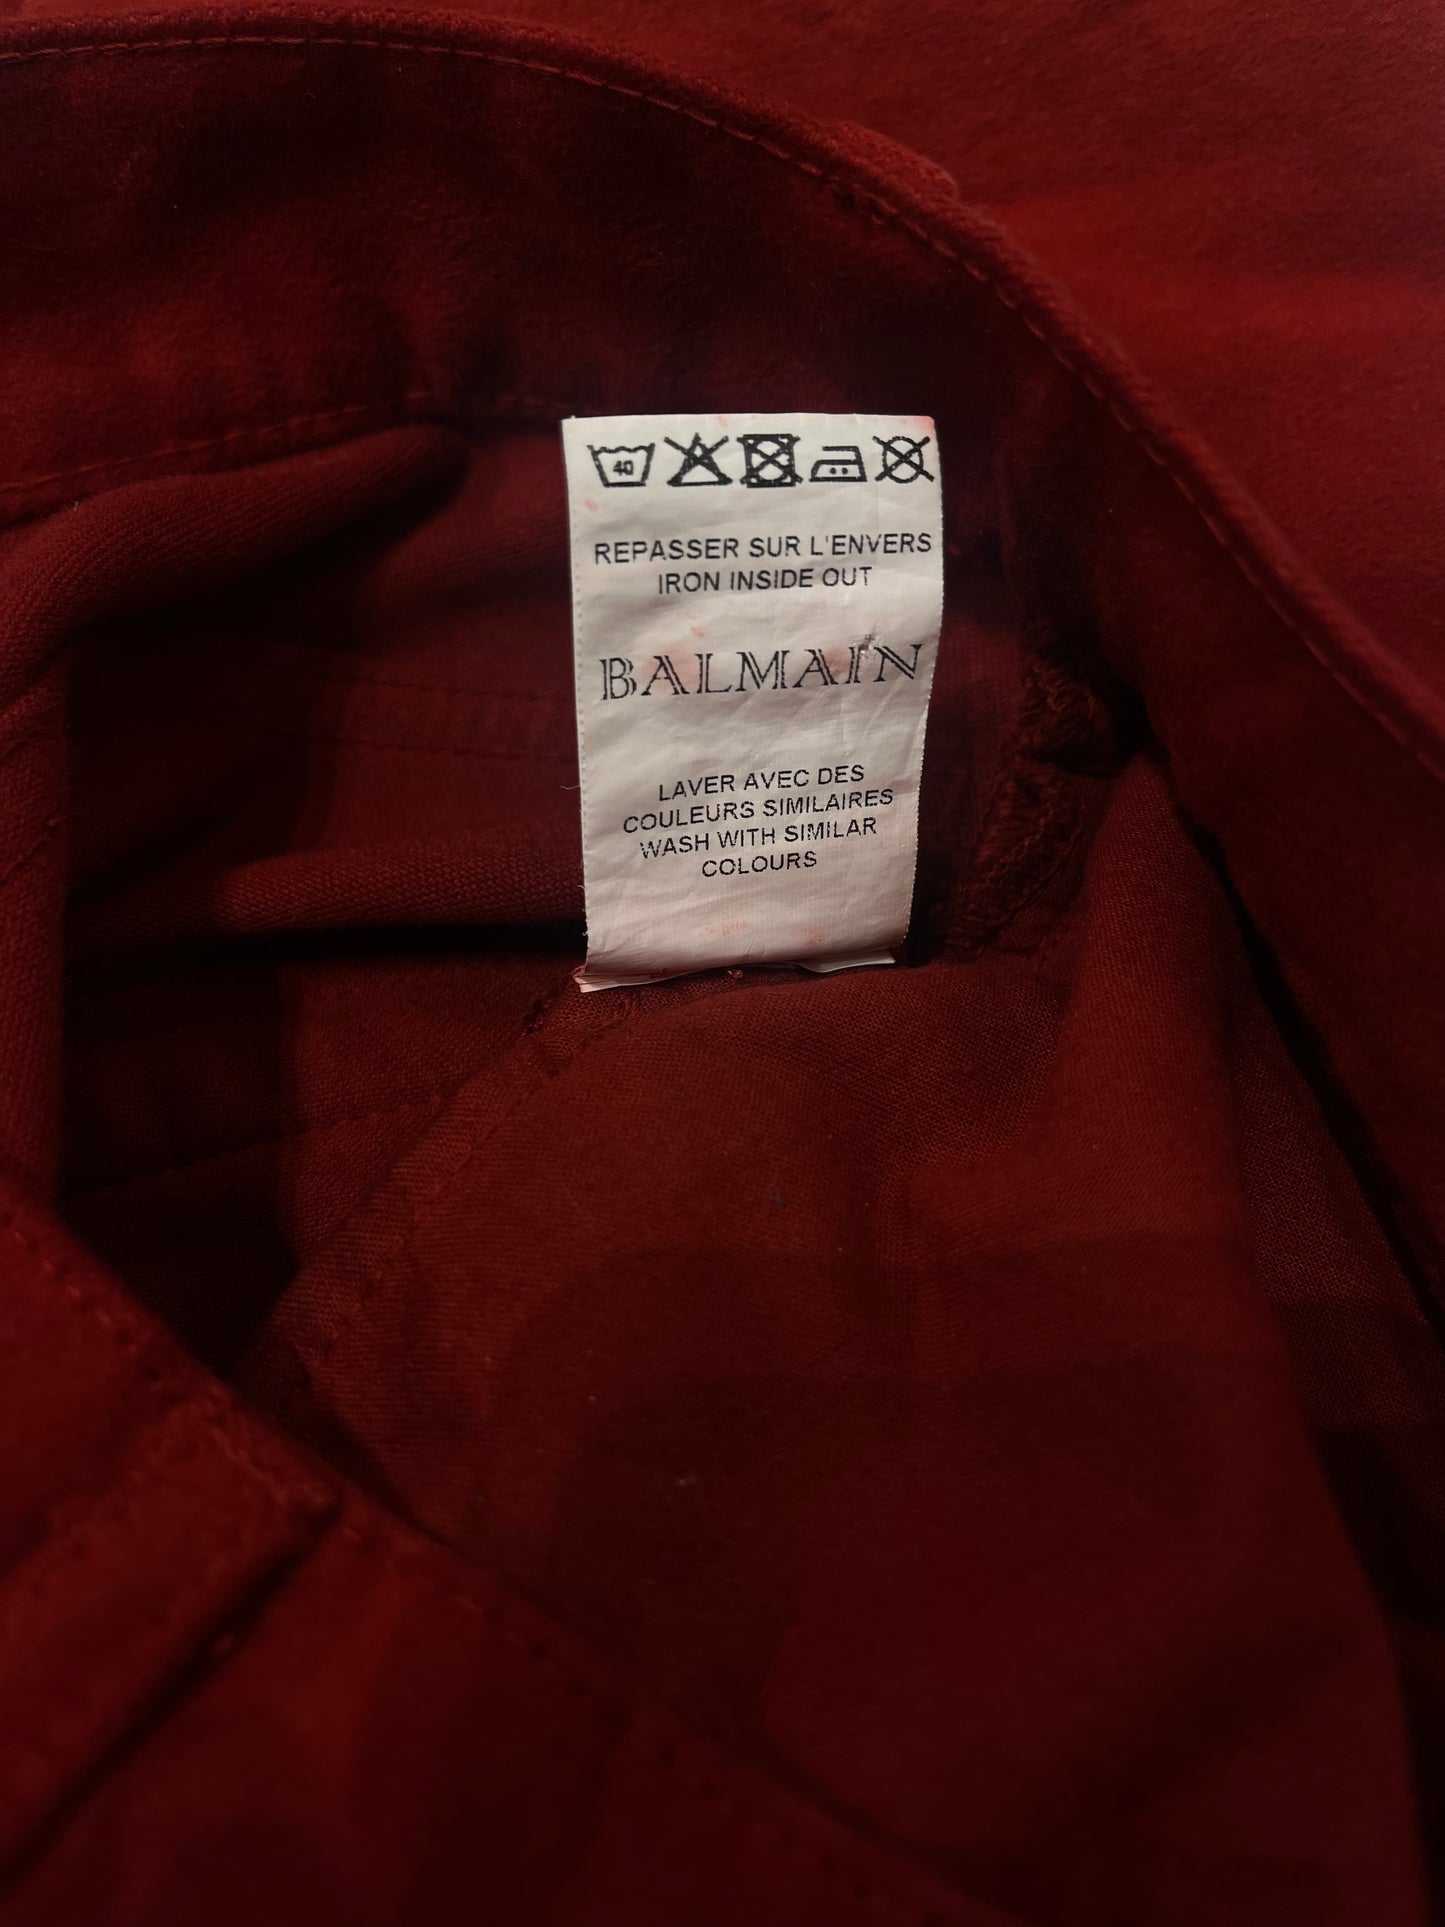 40
REPASSER SUR L'ENVERS
IRON INSIDE OUT
BALMAIN
LAVER AVEC DES
COULEURS SIMILAIRES
WASH WITH SIMILAR
COLOURS